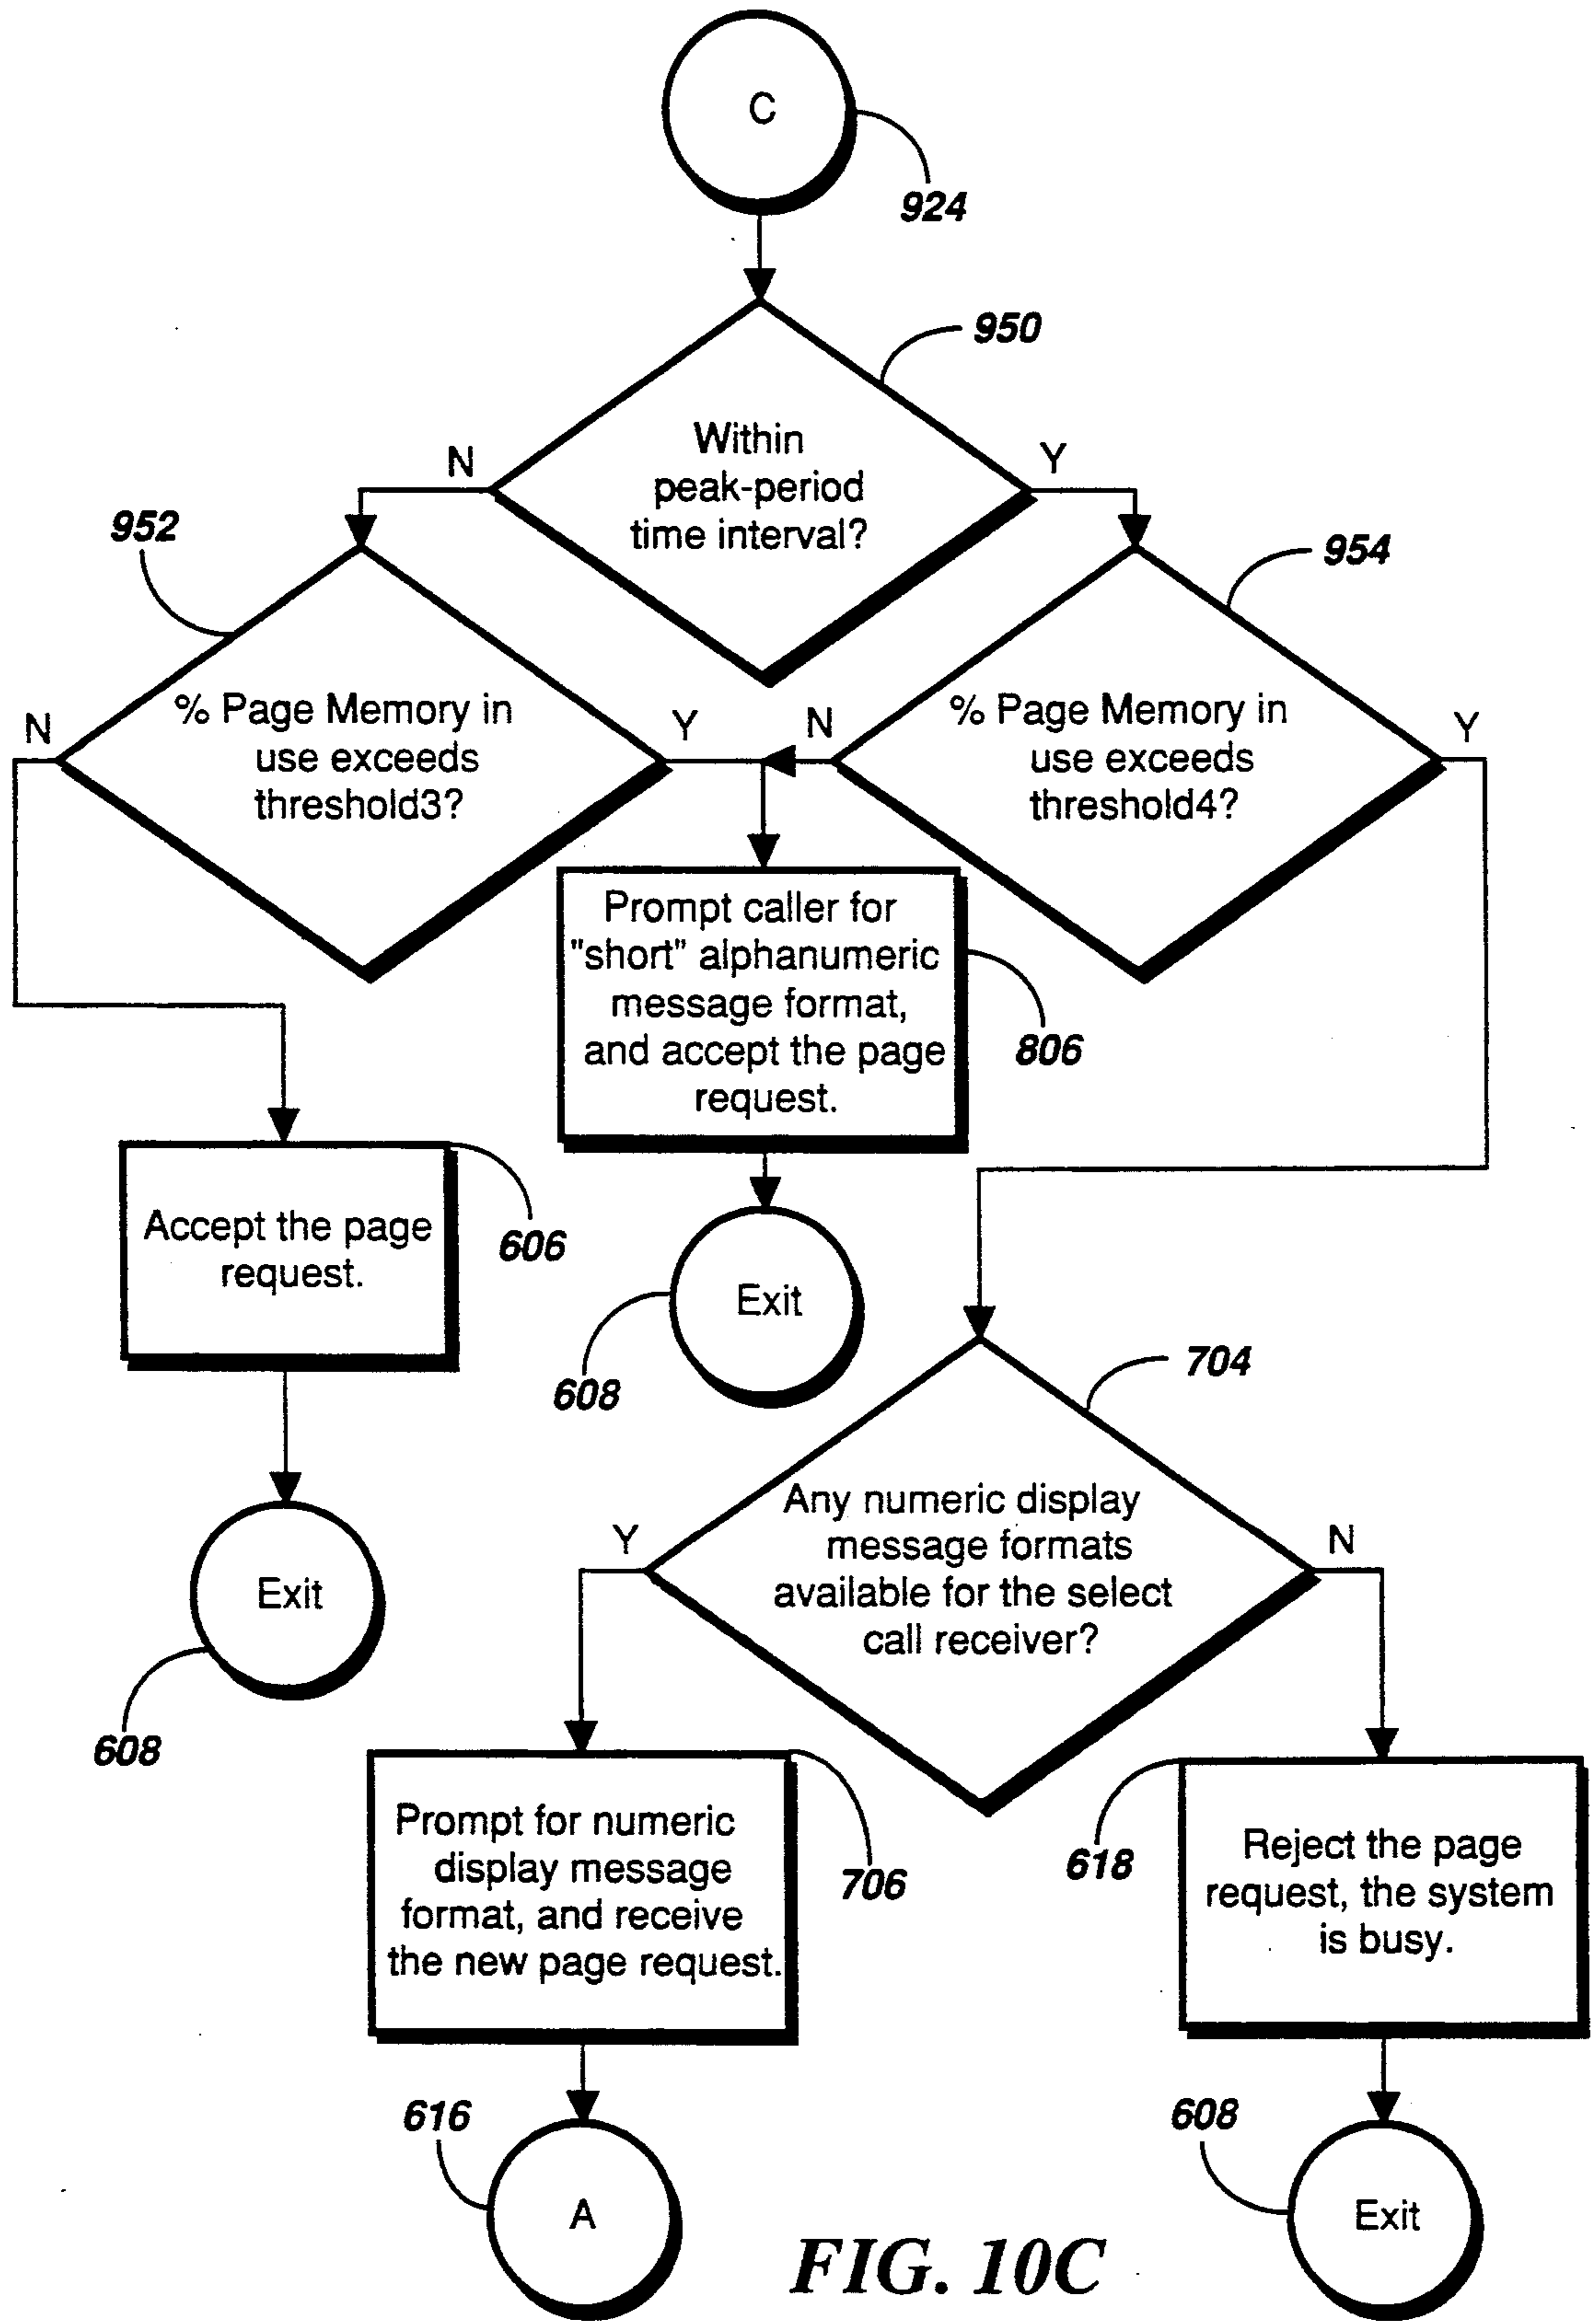 C
924
950
Within
peak-period
time interval?
N
Y
952
954
% Page Memory in
use exceeds
threshold3?
N
Y
% Page Memory in
use exceeds
threshold4?
N
Y
Prompt caller for
"short" alphanumeric
message format,
and accept the page
request.
806
Accept the page
request.
606
Exit
608
Exit
608
704
Any numeric display
message formats
available for the select
call receiver?
Y
N
Prompt for numeric
display message
format, and receive
the new page request.
706
618
Reject the page
request, the system
is busy.
616
A
608
Exit
FIG. 10C